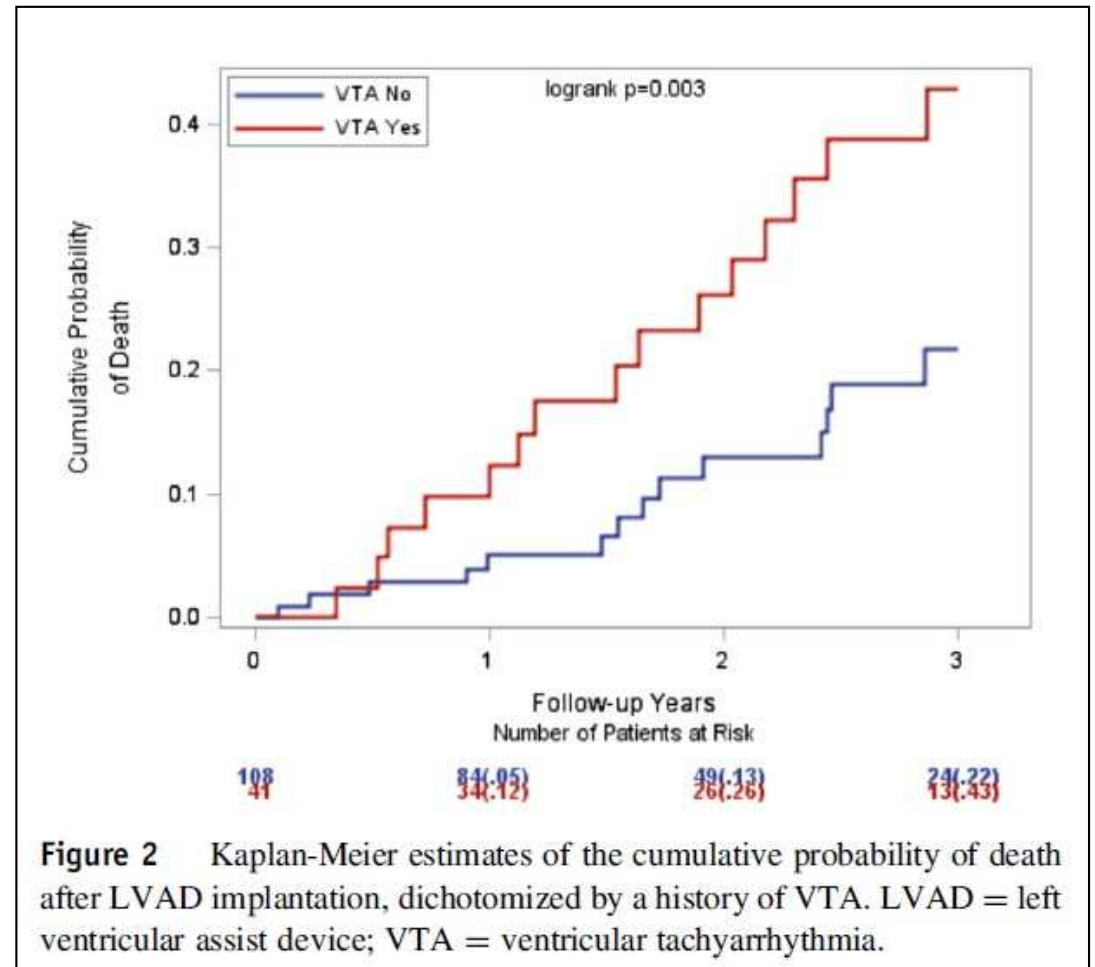 VTA No
VTA Yes
logrank p=0.003
0.4
0.3
0.2
0.1
0.0
Cumulative Probability
of Death
0 1 2 3
Follow-up Years
Number of Patients at Risk
108 84(.05) 49(.13) 24(.22)
41 34(.12) 26(.26) 13(.43)
Figure 2 Kaplan-Meier estimates of the cumulative probability of death
after LVAD implantation, dichotomized by a history of VTA. LVAD = left
ventricular assist device; VTA = ventricular tachyarrhythmia.